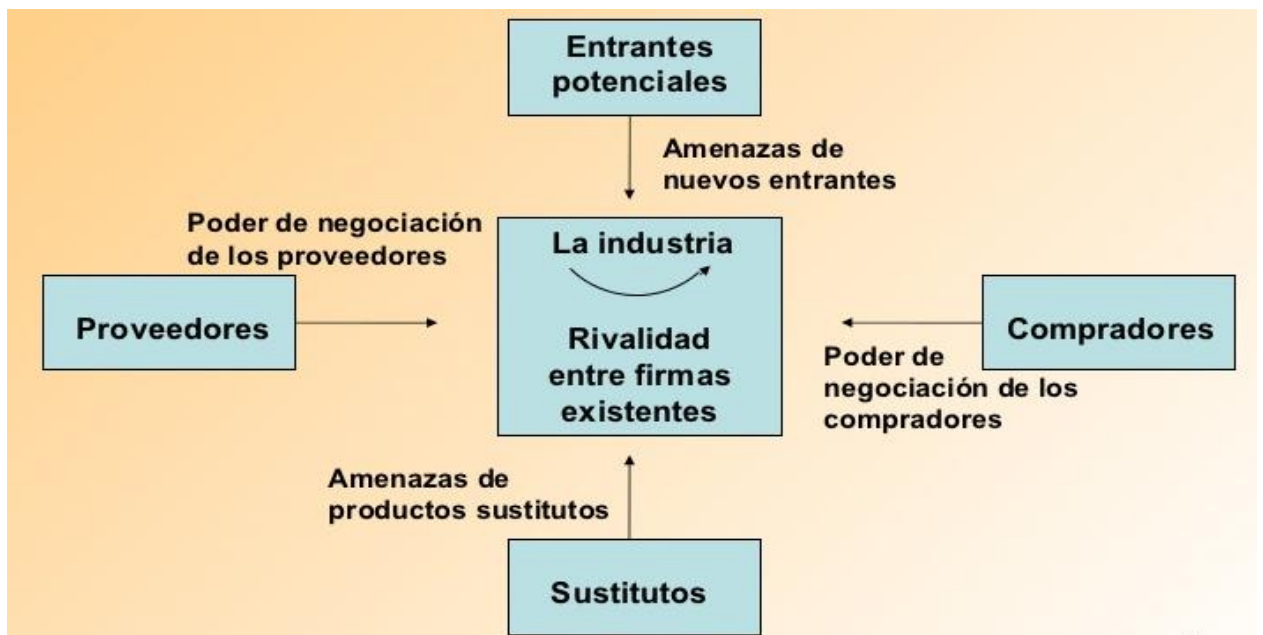 Entrantes
potenciales
Amenazas de
nuevos entrantes
Poder de negociación
de los proveedores
La industria
Proveedores
Rivalidad
entre firmas
existentes
Compradores
Poder de
negociación de los
compradores
Amenazas de
productos sustitutos
Sustitutos